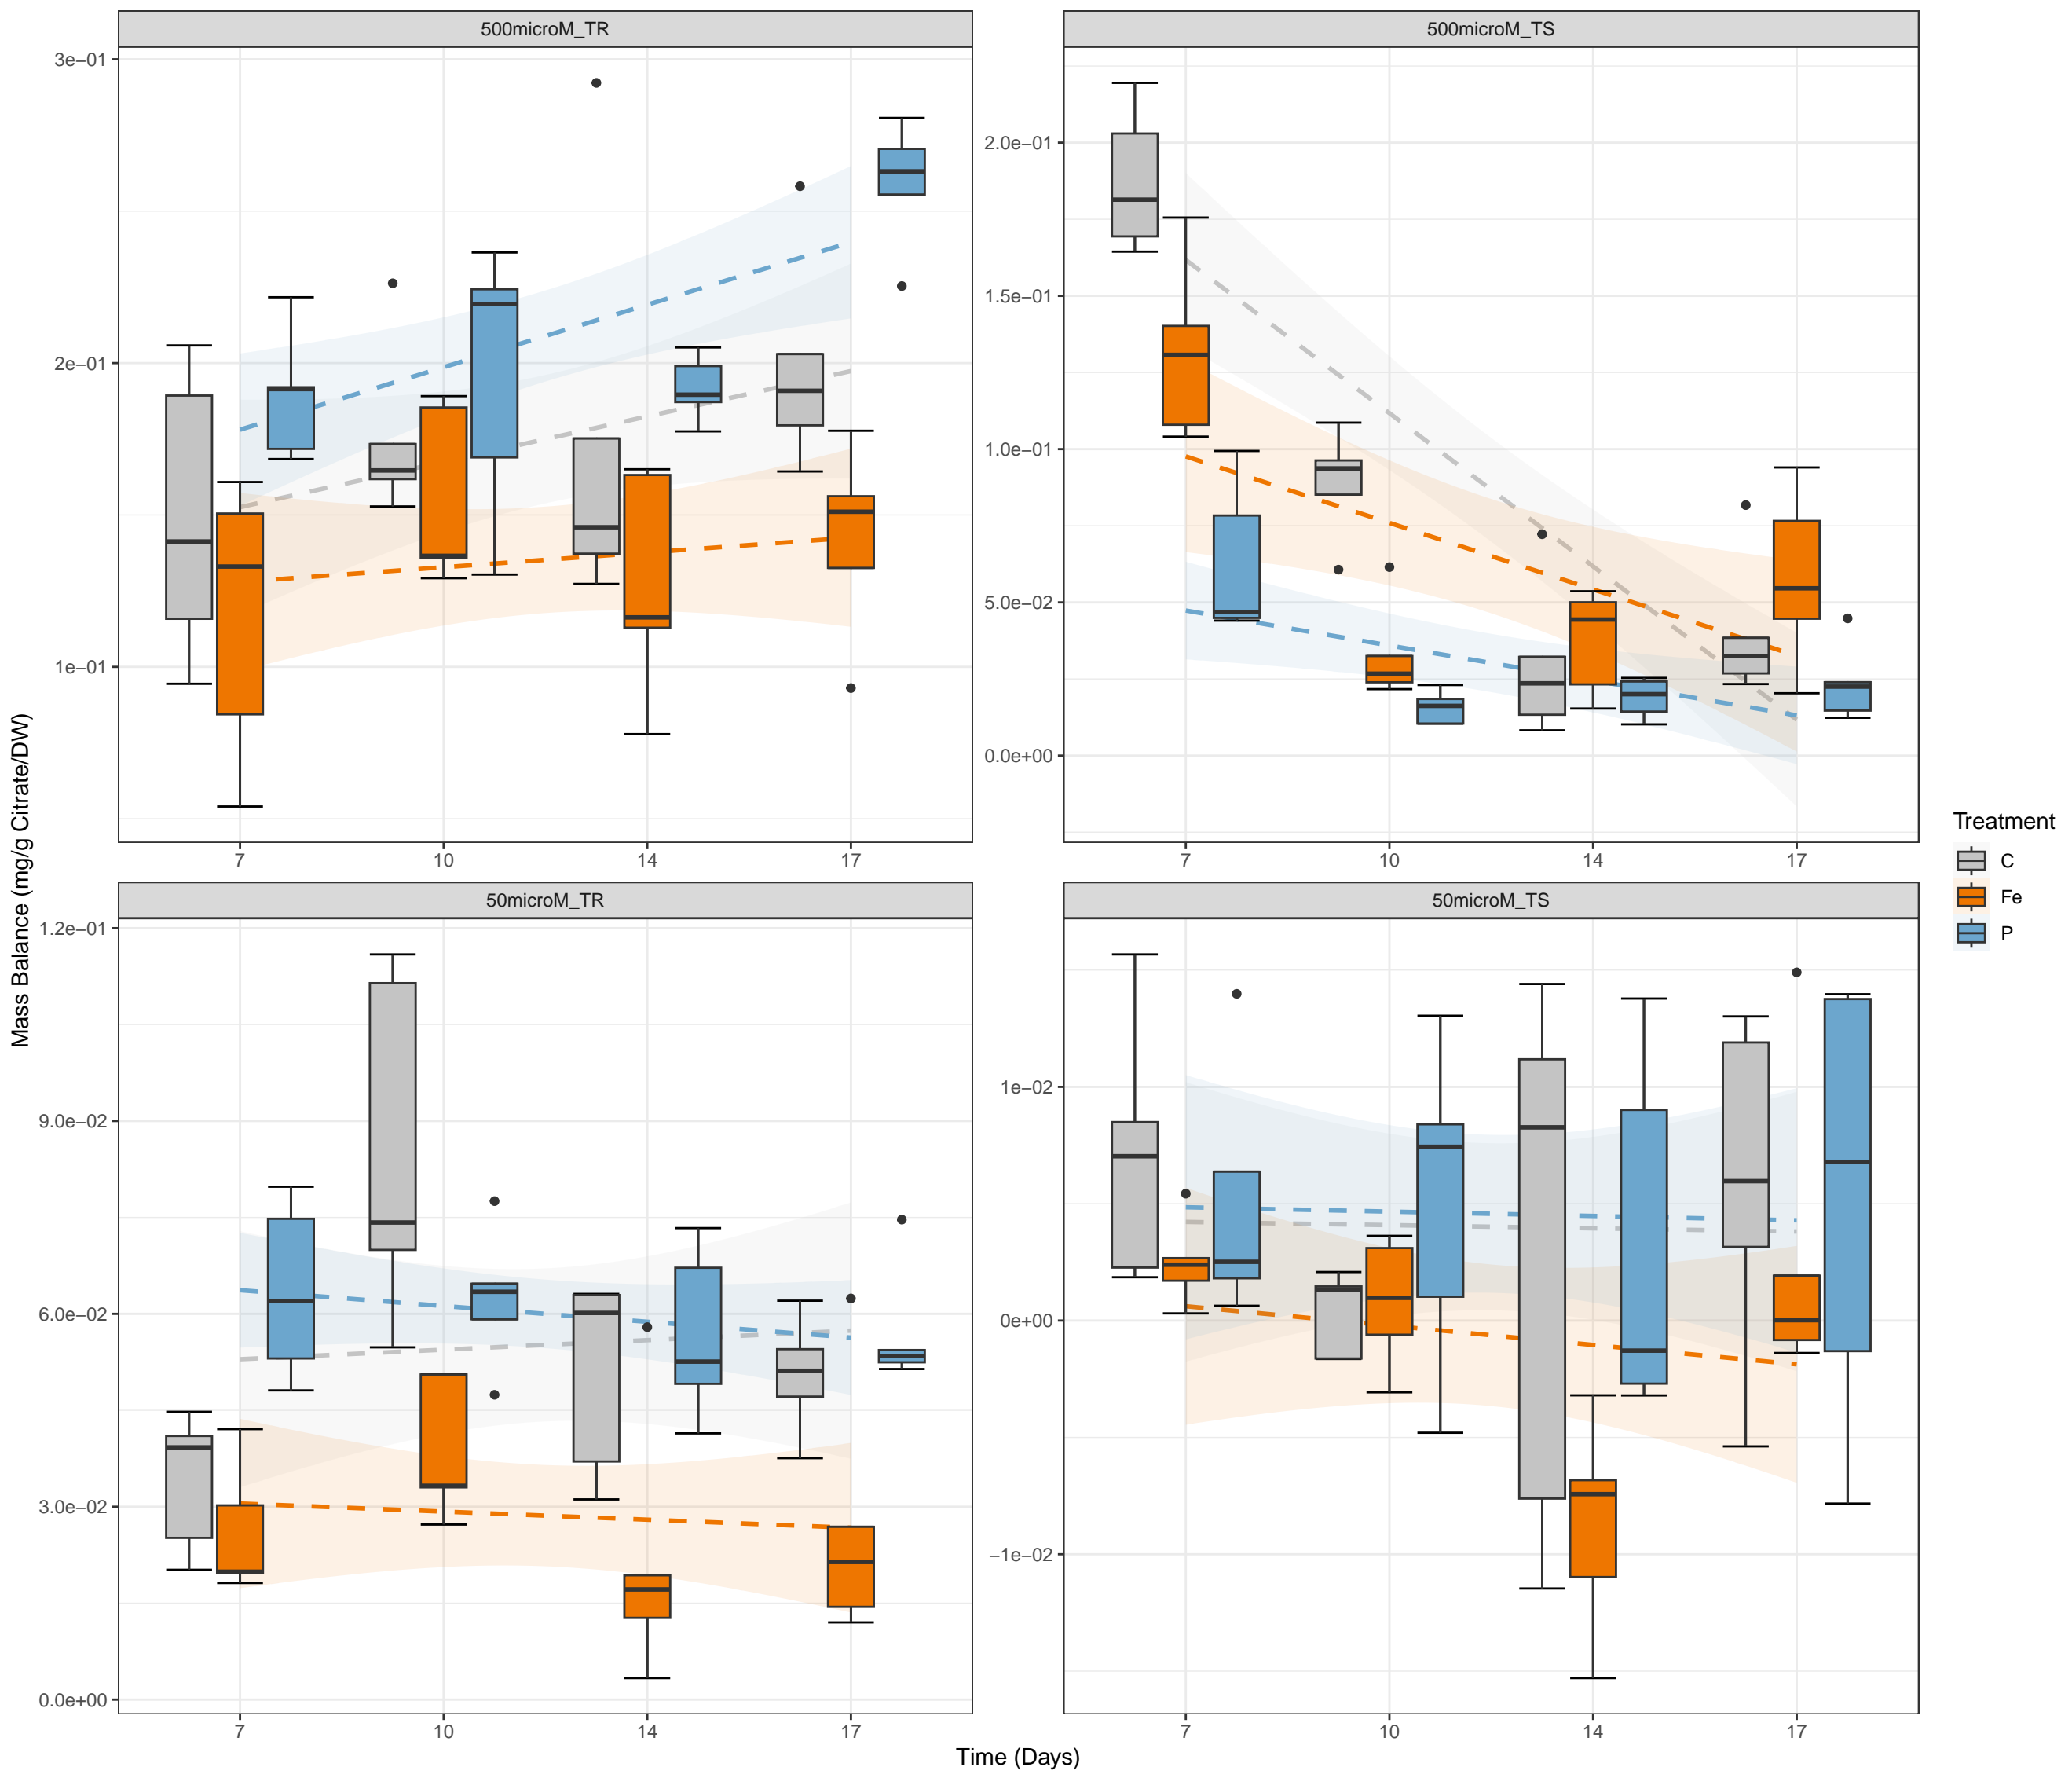 500microM_TR
500microM_TS
3e−01
2e−01
1e−01
2.0e−01
1.5e−01
1.0e−01
5.0e−02
0.0e+00
7
10
14
17
7
10
14
17
50microM_TR
50microM_TS
1.2e−01
9.0e−02
6.0e−02
3.0e−02
0.0e+00
1e−02
0e+00
−1e−02
7
10
14
17
7
10
14
17
Time (Days)
Mass Balance (mg/g Citrate/DW)
Treatment
C
Fe
P